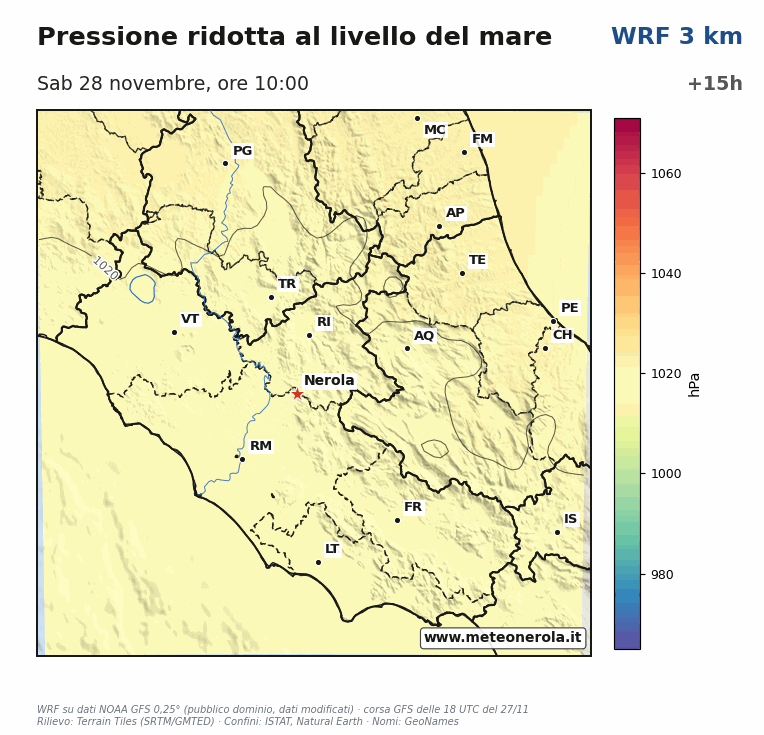 Pressione ridotta al livello del mare
WRF 3 km
Sab 28 novembre, ore 10:00
+15h
MC
FM
PG
AP
TE
1020
TR
PE
VT
RI
AQ
CH
Nerola
RM
FR
IS
LT
www.meteonerola.it
1060
1040
1020
1000
980
hPa
WRF su dati NOAA GFS 0,25° (pubblico dominio, dati modificati) · corsa GFS delle 18 UTC del 27/11
Rilievo: Terrain Tiles (SRTM/GMTED) · Confini: ISTAT, Natural Earth · Nomi: GeoNames